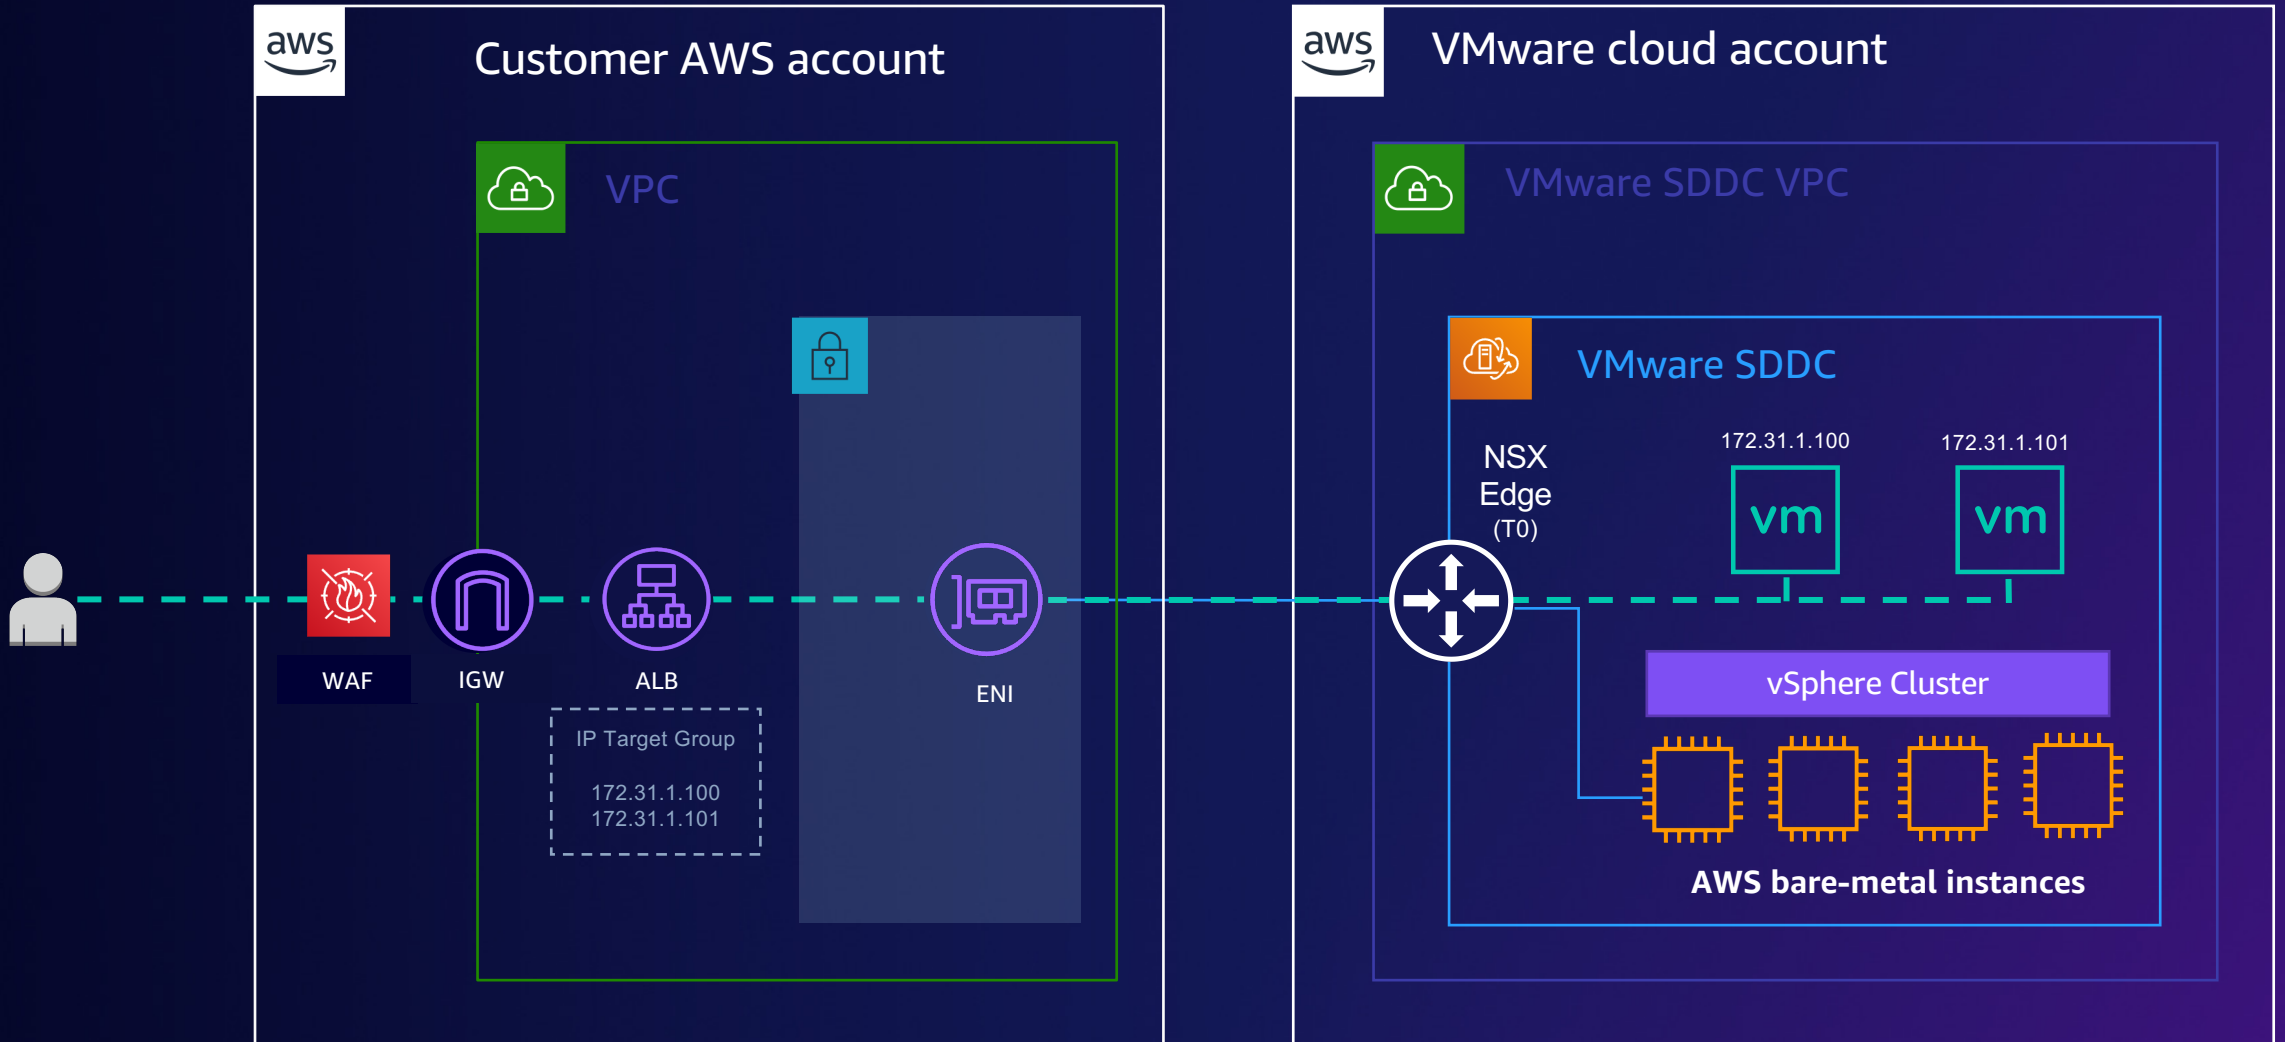 aws
Customer AWS account
aws
VMware cloud account
VPC
VMware SDDC VPC
VMware SDDC
NSX
Edge
(T0)
172.31.1.100
172.31.1.101
vm
vm
WAF
IGW
ALB
ENI
IP Target Group
172.31.1.100
172.31.1.101
vSphere Cluster
AWS bare-metal instances